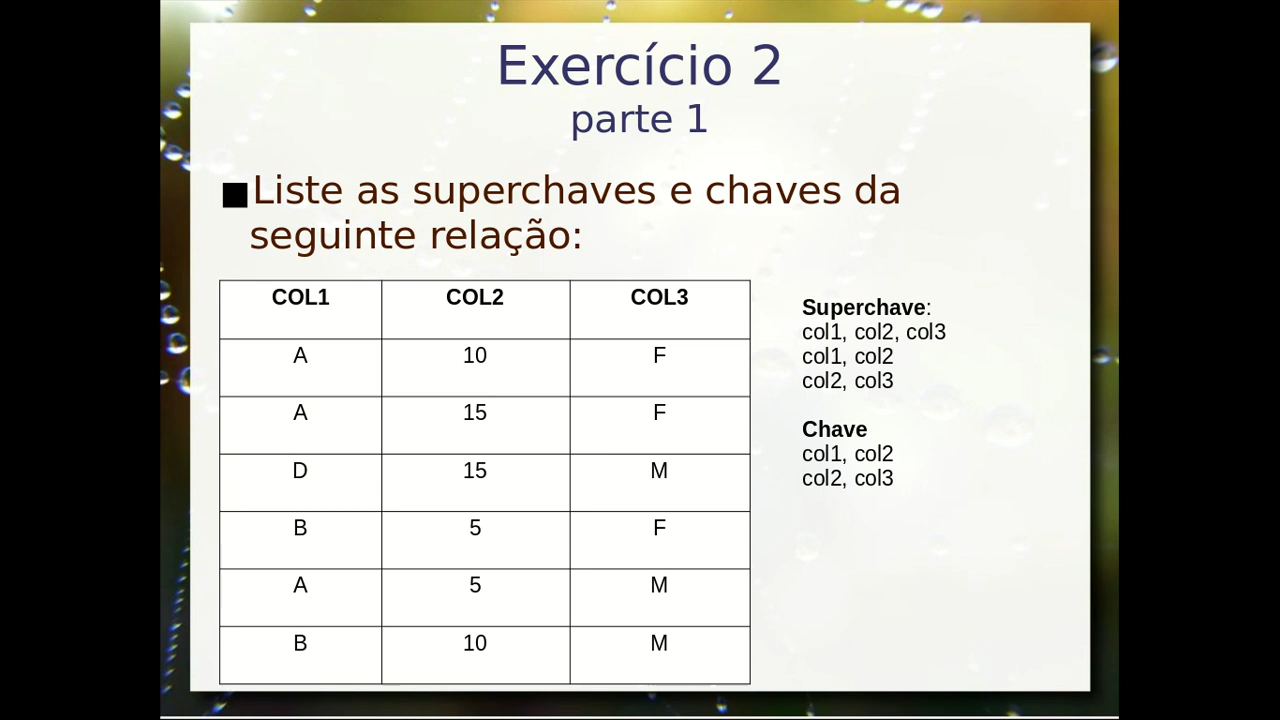 Exercício 2
parte 1
Liste as superchaves e chaves da
seguinte relação:
COL1 COL2 COL3
A 10 F
A 15 F
D 15 M
B 5 F
A 5 M
B 10 M
Superchave:
col1, col2, col3
col1, col2
col2, col3
Chave
col1, col2
col2, col3